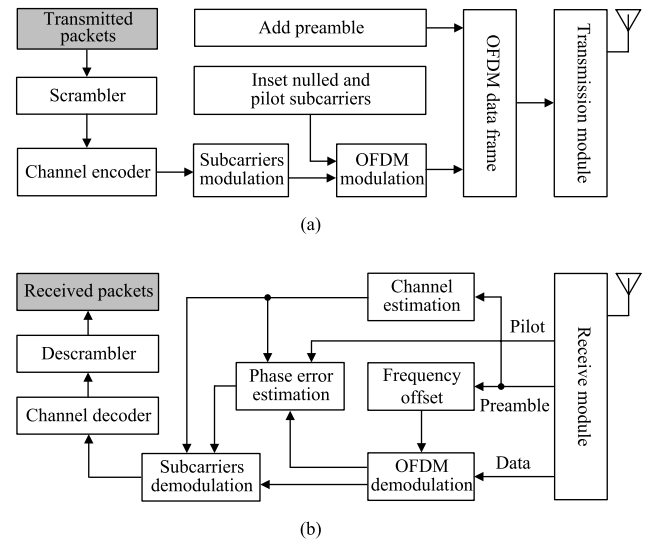 Transmitted
packets
Scrambler
Channel encoder
Add preamble
Inset nulled and
pilot subcarriers
Subcarriers
modulation
OFDM
modulation
OFDM data frame
Transmission module
(a)
Received packets
Descrambler
Channel decoder
Channel
estimation
Pilot
Phase error
estimation
Frequency
offset
Preamble
Subcarriers
demodulation
OFDM
demodulation
Data
Receive module
(b)